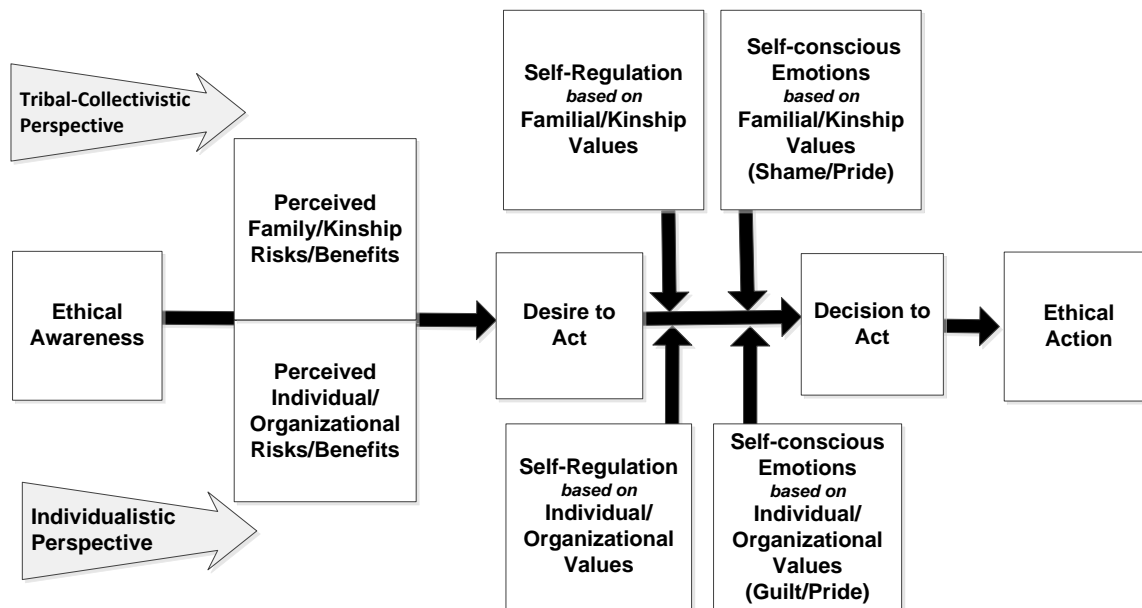 Tribal-Collectivistic
Perspective
Perceived
Family/Kinship
Risks/Benefits
Self-Regulation
based on
Familial/Kinship
Values
Self-conscious
Emotions
based on
Familial/Kinship
Values
(Shame/Pride)
Ethical
Awareness
Desire to
Act
Decision to
Act
Ethical
Action
Perceived
Individual/
Organizational
Risks/Benefits
Individualistic
Perspective
Self-Regulation
based on
Individual/
Organizational
Values
Self-conscious
Emotions
based on
Individual/
Organizational
Values
(Guilt/Pride)